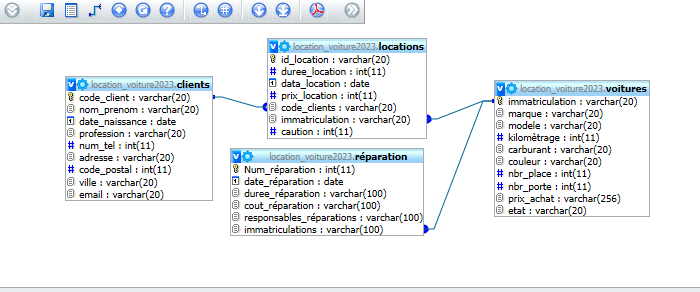 location_voiture2023.locations
id_location : varchar(20)
duree_location : int(11)
data_location : date
prix_location : int(11)
code_clients : varchar(20)
immatriculation : varchar(20)
caution : int(11)
location_voiture2023.clients
code_client : varchar(20)
nom_prenom : varchar(20)
date_naissance : date
profession : varchar(20)
num_tel : int(11)
adresse : varchar(20)
code_postal : int(11)
ville : varchar(20)
email : varchar(20)
location_voiture2023.voitures
immatriculation : varchar(20)
marque : varchar(20)
modele : varchar(20)
kilomètrage : int(11)
carburant : varchar(20)
couleur : varchar(20)
nbr_place : int(11)
nbr_porte : int(11)
prix_achat : varchar(256)
etat : varchar(20)
location_voiture2023.réparation
Num_réparation : int(11)
date_réparation : date
duree_réparation : varchar(100)
cout_réparation : varchar(100)
responsables_réparations : varchar(100)
immatriculations : varchar(100)